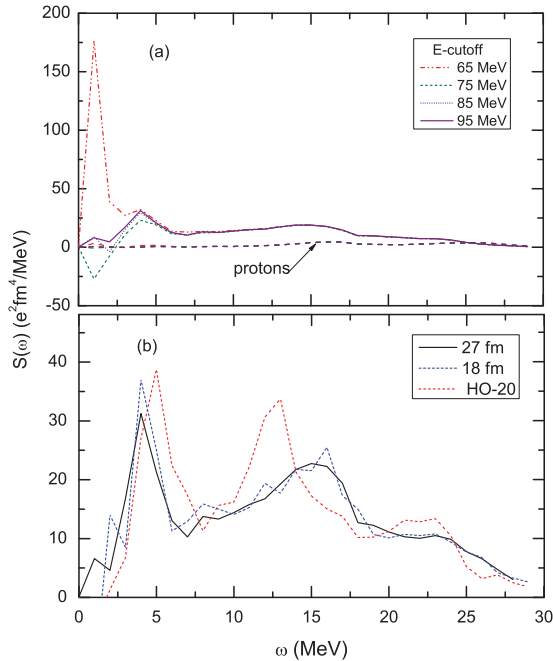 200
150
100
50
0
-50
(a)
E-cutoff
65 MeV
75 MeV
85 MeV
95 MeV
protons
S(ω) (e²fm⁴/MeV)
40
30
20
10
0
(b)
27 fm
18 fm
HO-20
0 5 10 15 20 25 30
ω (MeV)